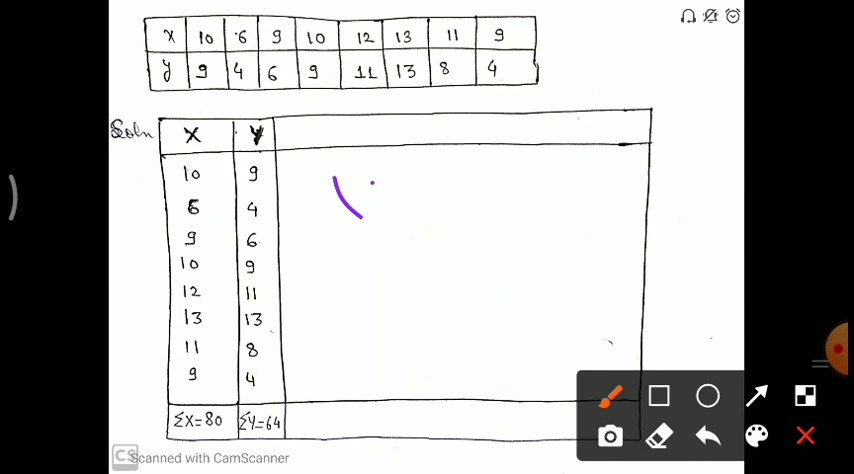 X 10 6 9 10 12 13 11 9
y 9 4 6 9 11 13 8 4
Soln X Y
10 9
6 4
9 6
10 9
12 11
13 13
11 8
9 4
ΣX=80 ΣY=64
CS Scanned with CamScanner